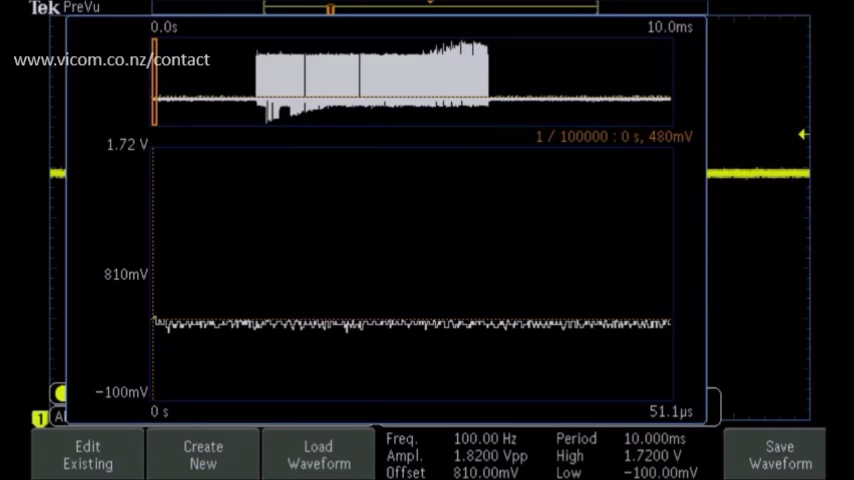 Tek PreVu
0.0s 10.0ms
www.vicom.co.nz/contact
1 / 100000 : 0 s, 480mV
1.72 V
810mV
-100mV
0 s 51.1µs
1
Edit Existing
Create New
Load Waveform
Freq. 100.00 Hz Period 10.000ms
Ampl. 1.8200 Vpp High 1.7200 V
Offset 810.00mV Low -100.00mV
Save Waveform